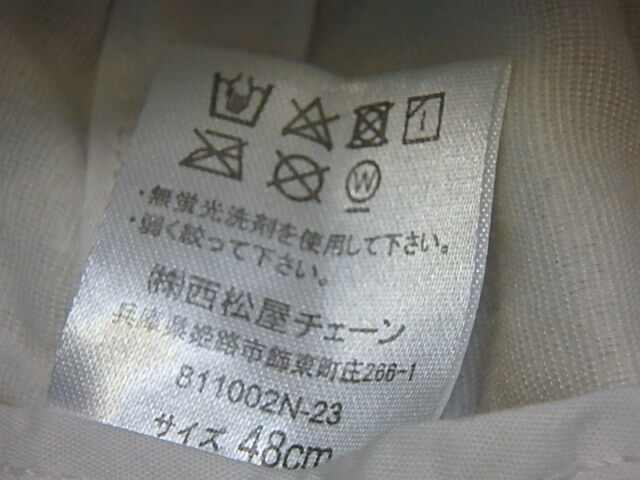 W
・無蛍光洗剤を使用して下さい。
・弱く絞って下さい。
㈱西松屋チェーン
兵庫県姫路市飾東町庄266-1
811002N-23
サイズ 48cm